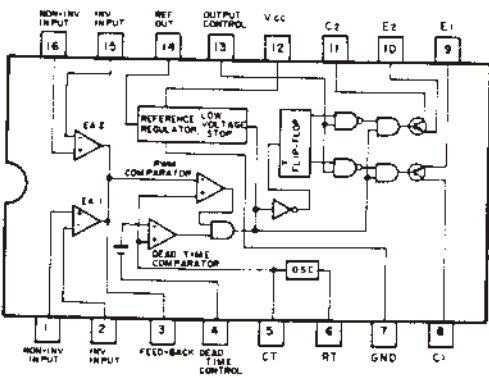 NON-INV INPUT
INV INPUT
REF OUT
OUTPUT CONTROL
Vcc
C2
E2
E1
16
15
14
13
12
11
10
9
EA 2
REFERENCE REGULATOR
LOW VOLTAGE STOP
T FLIP-FLOP
PWM COMPARATOR
EA 1
DEAD TIME COMPARATOR
OSC
1
2
3
4
5
6
7
8
NON-INV INPUT
INV INPUT
FEED-BACK
DEAD TIME CONTROL
CT
RT
GND
C1